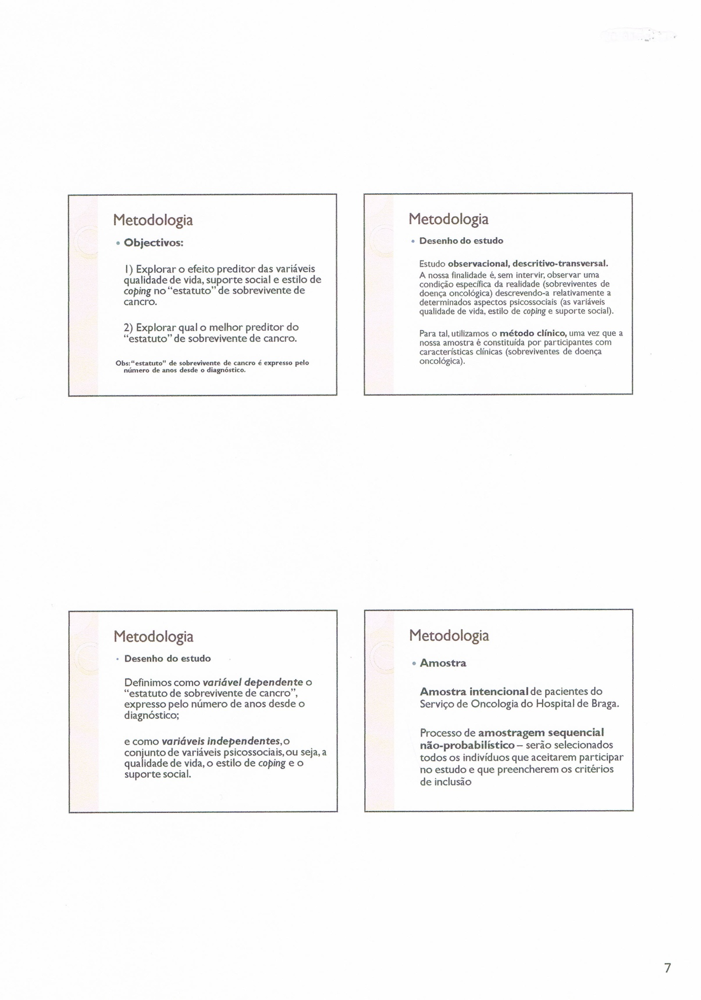 Metodologia
• Objectivos:
1) Explorar o efeito preditor das variáveis
qualidade de vida, suporte social e estilo de
coping no "estatuto" de sobrevivente de
cancro.
2) Explorar qual o melhor preditor do
"estatuto" de sobrevivente de cancro.
Obs: "estatuto" de sobrevivente de cancro é expresso pelo
número de anos desde o diagnóstico.
Metodologia
• Desenho do estudo
Estudo observacional, descritivo-transversal.
A nossa finalidade é, sem intervir, observar uma
condição específica da realidade (sobreviventes de
doença oncológica) descrevendo-a relativamente a
determinados aspectos psicossociais (as variáveis
qualidade de vida, estilo de coping e suporte social).
Para tal, utilizamos o método clínico, uma vez que a
nossa amostra é constituída por participantes com
características clínicas (sobreviventes de doença
oncológica).
Metodologia
• Desenho do estudo
Definimos como variável dependente o
"estatuto de sobrevivente de cancro",
expresso pelo número de anos desde o
diagnóstico;
e como variáveis independentes, o
conjunto de variáveis psicossociais, ou seja, a
qualidade de vida, o estilo de coping e o
suporte social.
Metodologia
• Amostra
Amostra intencional de pacientes do
Serviço de Oncologia do Hospital de Braga.
Processo de amostragem sequencial
não-probabilístico – serão selecionados
todos os indivíduos que aceitarem participar
no estudo e que preencherem os critérios
de inclusão
7